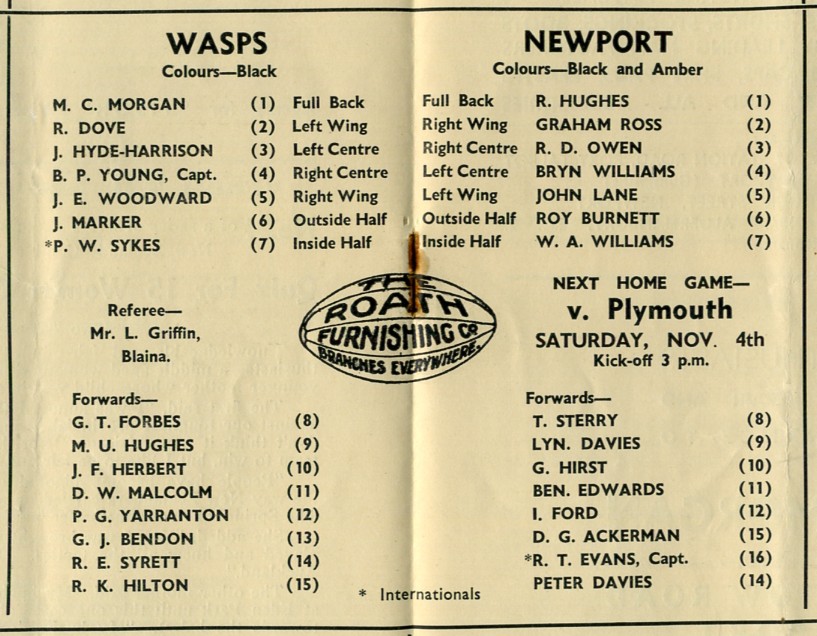 WASPS
Colours—Black
M. C. MORGAN (1) Full Back
R. DOVE (2) Left Wing
J. HYDE-HARRISON (3) Left Centre
B. P. YOUNG, Capt. (4) Right Centre
J. E. WOODWARD (5) Right Wing
J. MARKER (6) Outside Half
*P. W. SYKES (7) Inside Half
Referee—
Mr. L. Griffin,
Blaina.
Forwards—
G. T. FORBES (8)
M. U. HUGHES (9)
J. F. HERBERT (10)
D. W. MALCOLM (11)
P. G. YARRANTON (12)
G. J. BENDON (13)
R. E. SYRETT (14)
R. K. HILTON (15)
THE
ROATH
FURNISHING CO
BRANCHES EVERYWHERE.
NEWPORT
Colours—Black and Amber
Full Back R. HUGHES (1)
Right Wing GRAHAM ROSS (2)
Right Centre R. D. OWEN (3)
Left Centre BRYN WILLIAMS (4)
Left Wing JOHN LANE (5)
Outside Half ROY BURNETT (6)
Inside Half W. A. WILLIAMS (7)
NEXT HOME GAME—
v. Plymouth
SATURDAY, NOV. 4th
Kick-off 3 p.m.
Forwards—
T. STERRY (8)
LYN. DAVIES (9)
G. HIRST (10)
BEN. EDWARDS (11)
I. FORD (12)
D. G. ACKERMAN (15)
*R. T. EVANS, Capt. (16)
PETER DAVIES (14)
* Internationals